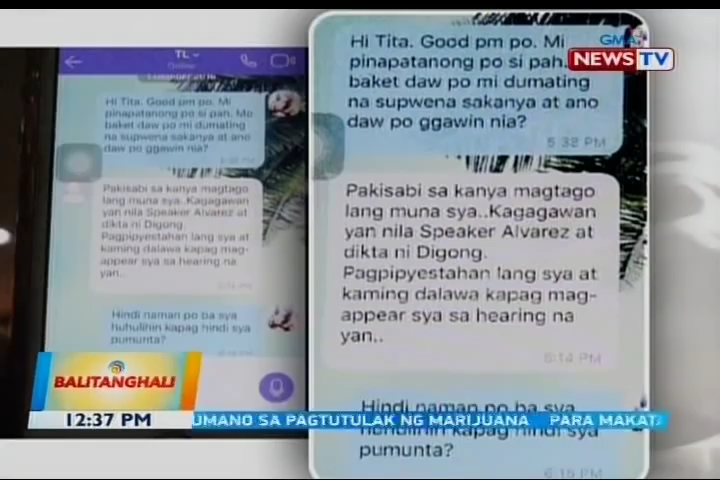 TL
Online
Hi Tita. Good pm po. Mi
pinapatanong po si pah. Mo
baket daw po mi dumating
na supwena sakanya at ano
daw po ggawin nia?
Pakisabi sa kanya magtago
lang muna sya..Kagagawan
yan nila Speaker Alvarez at
dikta ni Digong.
Pagpipyestahan lang sya at
kaming dalawa kapag mag-
appear sya sa hearing na
yan..
Hindi naman po ba sya
huhulihin kapag hindi sya
pumunta?
GMA
NEWS TV
Hi Tita. Good pm po. Mi
pinapatanong po si pah.
baket daw po mi dumating
na supwena sakanya at ano
daw po ggawin nia?
5:32 PM
Pakisabi sa kanya magtago
lang muna sya..Kagagawan
yan nila Speaker Alvarez at
dikta ni Digong.
Pagpipyestahan lang sya at
kaming dalawa kapag mag-
appear sya sa hearing na
yan..
6:14 PM
Hindi naman po ba sya
huhulihin kapag hindi sya
pumunta?
6:15 PM
BALITANGHALI
12:37 PM
UMANO SA PAGTUTULAK NG MARIJUANA PARA MAKATA